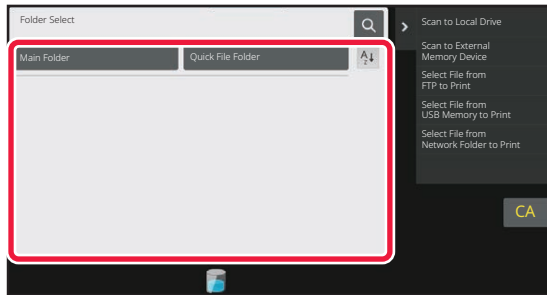 Folder Select
Main Folder
Quick File Folder
A
Z
Scan to Local Drive
Scan to External
Memory Device
Select File from
FTP to Print
Select File from
USB Memory to Print
Select File from
Network Folder to Print
CA